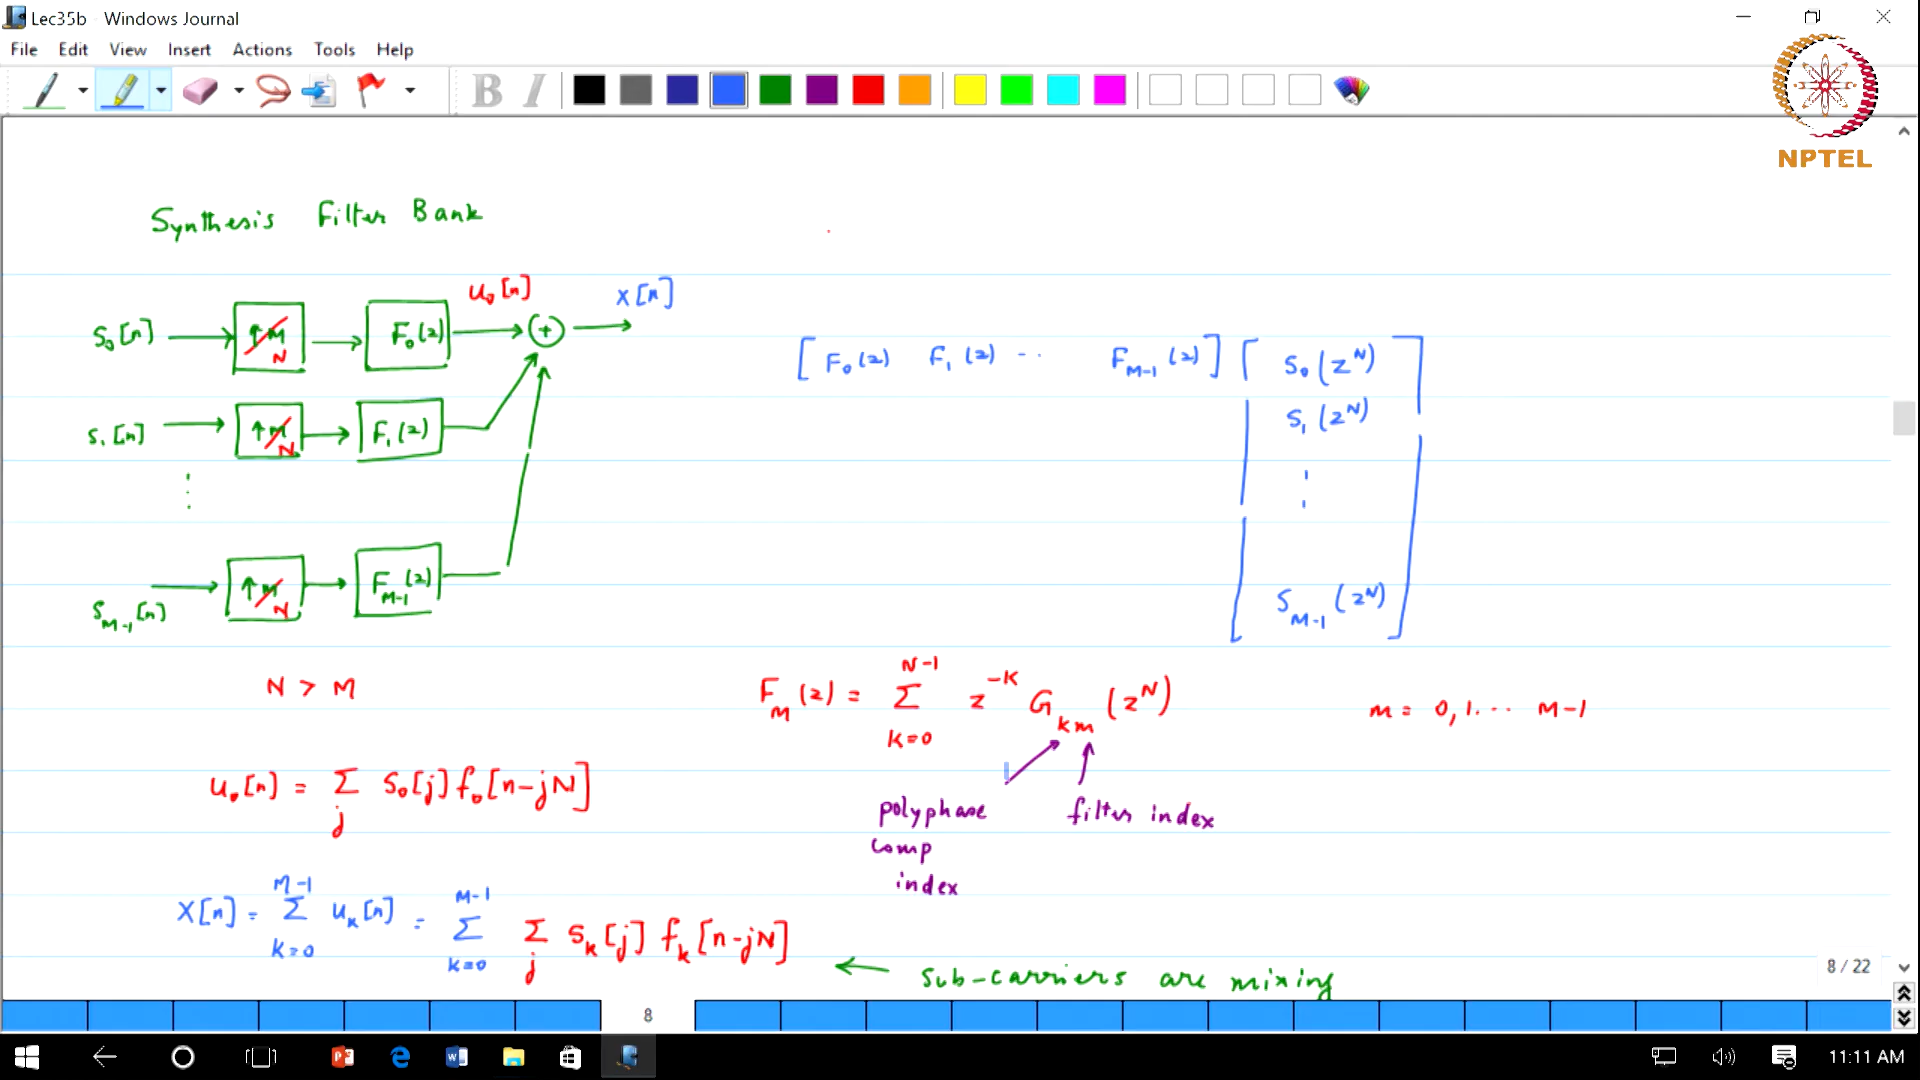 Lec35b - Windows Journal
File Edit View Insert Actions Tools Help
B I
NPTEL
Synthesis Filter Bank
u₀[n]
x[n]
S₀[n] ↑M N F₀(z) +
[F₀(z) F₁(z) ... F_{M-1}(z)] [S₀(z^N)
S₁[n] ↑M N F₁(z)
S₁(z^N)
⋮
⋮
S_{M-1}[n] ↑M N F_{M-1}(z)
S_{M-1}(z^N)]
N > M
F_M(z) = Σ_{k=0}^{N-1} z^{-k} G_{km}(z^N)
m = 0, 1... M-1
u₀[n] = Σ_j S₀[j] f₀[n-jN]
polyphase comp index
filter index
x[n] = Σ_{k=0}^{M-1} u_k[n] = Σ_{k=0}^{M-1} Σ_j S_k[j] f_k[n-jN]
← Sub-carriers are mixing
8 / 22
8
11:11 AM